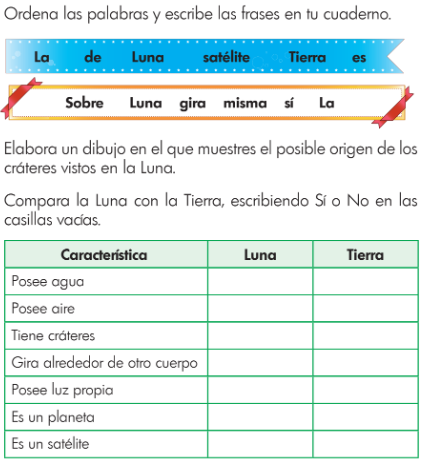 Ordena las palabras y escribe las frases en tu cuaderno.
La de Luna satélite Tierra es
Sobre Luna gira misma sí La
Elabora un dibujo en el que muestres el posible origen de los
cráteres vistos en la Luna.
Compara la Luna con la Tierra, escribiendo Sí o No en las
casillas vacías.
Característica Luna Tierra
Posee agua
Posee aire
Tiene cráteres
Gira alrededor de otro cuerpo
Posee luz propia
Es un planeta
Es un satélite